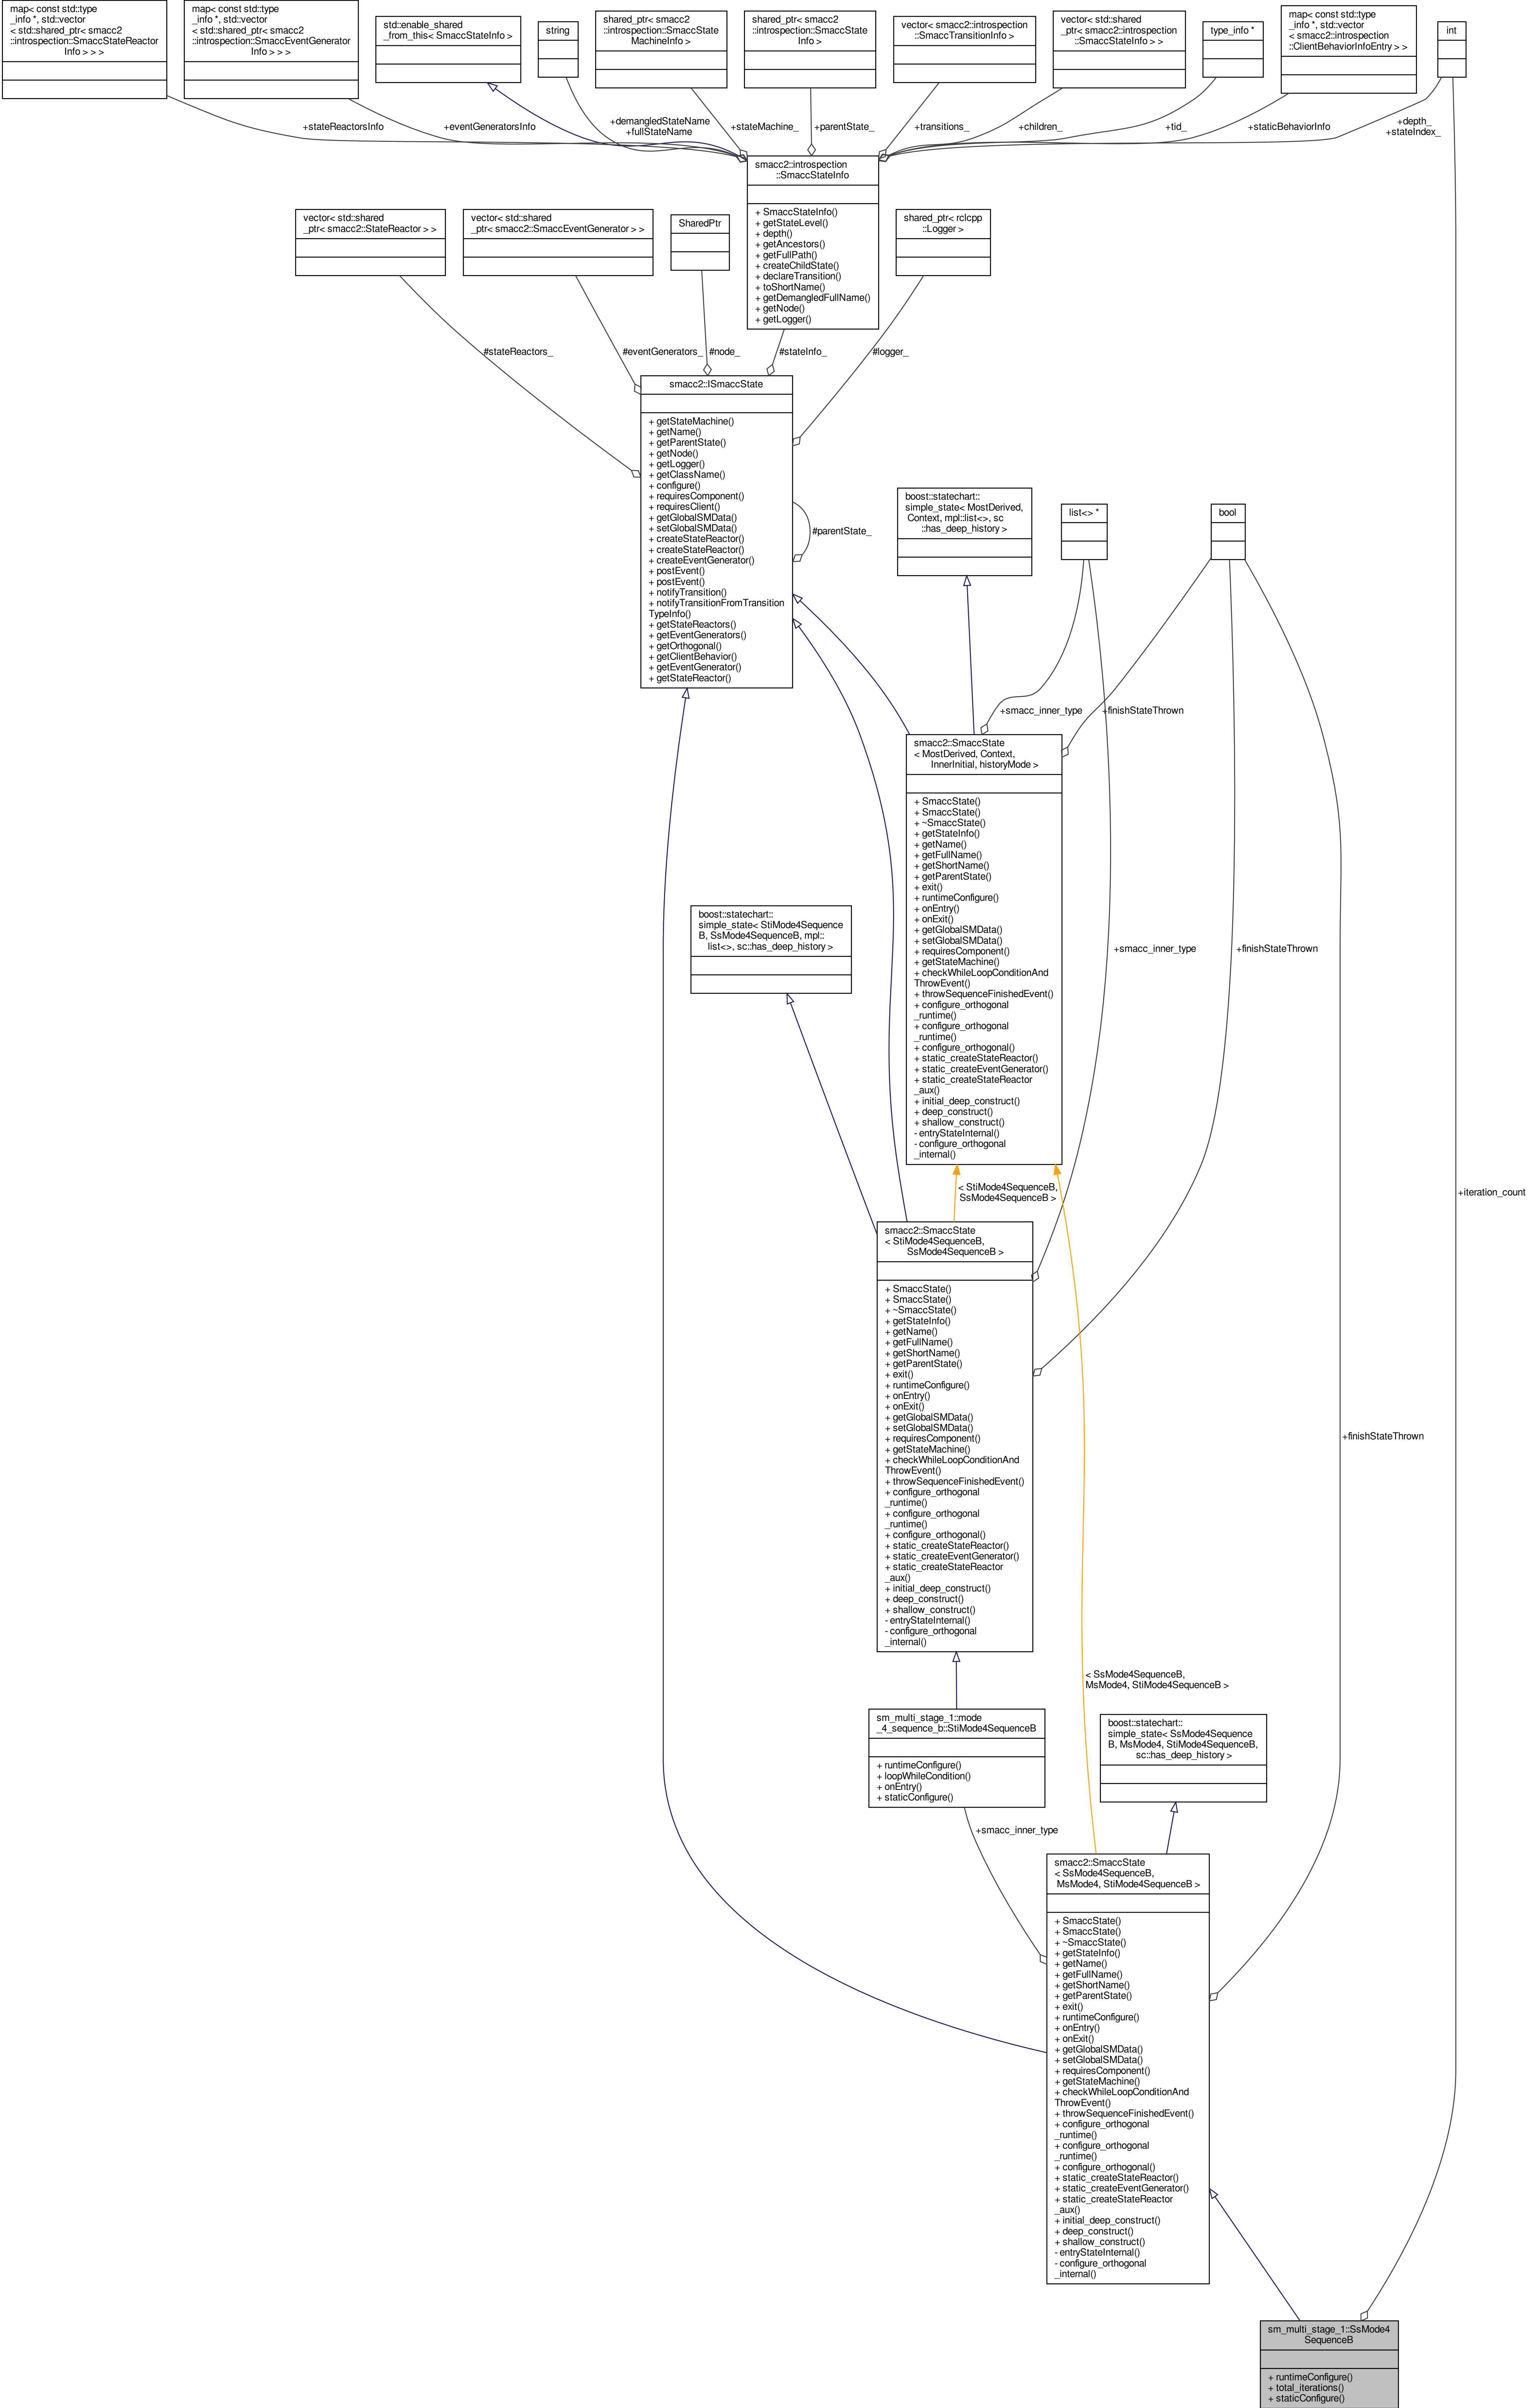 map< const std::type
_info *, std::vector
< std::shared_ptr< smacc2
::introspection::SmaccStateReactor
Info > > >
map< const std::type
_info *, std::vector
< std::shared_ptr< smacc2
::introspection::SmaccEventGenerator
Info > > >
std::enable_shared
_from_this< SmaccStateInfo >
string
shared_ptr< smacc2
::introspection::SmaccState
MachineInfo >
shared_ptr< smacc2
::introspection::SmaccState
Info >
vector< smacc2::introspection
::SmaccTransitionInfo >
vector< std::shared
_ptr< smacc2::introspection
::SmaccStateInfo > >
type_info *
map< const std::type
_info *, std::vector
< smacc2::introspection
::ClientBehaviorInfoEntry > >
int
+stateReactorsInfo
+eventGeneratorsInfo
+demangledStateName
+fullStateName
+stateMachine_
+parentState_
+transitions_
+children_
+tid_
+staticBehaviorInfo
+depth_
+stateIndex_
smacc2::introspection
::SmaccStateInfo
+ SmaccStateInfo()
+ getStateLevel()
+ depth()
+ getAncestors()
+ getFullPath()
+ createChildState()
+ declareTransition()
+ toShortName()
+ getDemangledFullName()
+ getNode()
+ getLogger()
vector< std::shared
_ptr< smacc2::StateReactor > >
vector< std::shared
_ptr< smacc2::SmaccEventGenerator > >
SharedPtr
shared_ptr< rclcpp
::Logger >
#stateReactors_
#eventGenerators_
#node_
#stateInfo_
#logger_
smacc2::ISmaccState
+ getStateMachine()
+ getName()
+ getParentState()
+ getNode()
+ getLogger()
+ getClassName()
+ configure()
+ requiresComponent()
+ requiresClient()
+ getGlobalSMData()
+ setGlobalSMData()
+ createStateReactor()
+ createStateReactor()
+ createEventGenerator()
+ postEvent()
+ postEvent()
+ notifyTransition()
+ notifyTransitionFromTransition
TypeInfo()
+ getStateReactors()
+ getEventGenerators()
+ getOrthogonal()
+ getClientBehavior()
+ getEventGenerator()
+ getStateReactor()
#parentState_
boost::statechart::
simple_state< MostDerived,
Context, mpl::list<>, sc
::has_deep_history >
list<> *
bool
+smacc_inner_type
+finishStateThrown
smacc2::SmaccState
< MostDerived, Context,
InnerInitial, historyMode >
+ SmaccState()
+ SmaccState()
+ ~SmaccState()
+ getStateInfo()
+ getName()
+ getFullName()
+ getShortName()
+ getParentState()
+ exit()
+ runtimeConfigure()
+ onEntry()
+ onExit()
+ getGlobalSMData()
+ setGlobalSMData()
+ requiresComponent()
+ getStateMachine()
+ checkWhileLoopConditionAnd
ThrowEvent()
+ throwSequenceFinishedEvent()
+ configure_orthogonal
_runtime()
+ configure_orthogonal
_runtime()
+ configure_orthogonal()
+ static_createStateReactor()
+ static_createEventGenerator()
+ static_createStateReactor
_aux()
+ initial_deep_construct()
+ deep_construct()
+ shallow_construct()
- entryStateInternal()
- configure_orthogonal
_internal()
boost::statechart::
simple_state< StiMode4Sequence
B, SsMode4SequenceB, mpl::
list<>, sc::has_deep_history >
+smacc_inner_type
+finishStateThrown
< StiMode4SequenceB,
SsMode4SequenceB >
+iteration_count
smacc2::SmaccState
< StiMode4SequenceB,
SsMode4SequenceB >
+ SmaccState()
+ SmaccState()
+ ~SmaccState()
+ getStateInfo()
+ getName()
+ getFullName()
+ getShortName()
+ getParentState()
+ exit()
+ runtimeConfigure()
+ onEntry()
+ onExit()
+ getGlobalSMData()
+ setGlobalSMData()
+ requiresComponent()
+ getStateMachine()
+ checkWhileLoopConditionAnd
ThrowEvent()
+ throwSequenceFinishedEvent()
+ configure_orthogonal
_runtime()
+ configure_orthogonal
_runtime()
+ configure_orthogonal()
+ static_createStateReactor()
+ static_createEventGenerator()
+ static_createStateReactor
_aux()
+ initial_deep_construct()
+ deep_construct()
+ shallow_construct()
- entryStateInternal()
- configure_orthogonal
_internal()
+finishStateThrown
< SsMode4SequenceB,
MsMode4, StiMode4SequenceB >
sm_multi_stage_1::mode
_4_sequence_b::StiMode4SequenceB
+ runtimeConfigure()
+ loopWhileCondition()
+ onEntry()
+ staticConfigure()
boost::statechart::
simple_state< SsMode4Sequence
B, MsMode4, StiMode4SequenceB,
sc::has_deep_history >
+smacc_inner_type
smacc2::SmaccState
< SsMode4SequenceB,
MsMode4, StiMode4SequenceB >
+ SmaccState()
+ SmaccState()
+ ~SmaccState()
+ getStateInfo()
+ getName()
+ getFullName()
+ getShortName()
+ getParentState()
+ exit()
+ runtimeConfigure()
+ onEntry()
+ onExit()
+ getGlobalSMData()
+ setGlobalSMData()
+ requiresComponent()
+ getStateMachine()
+ checkWhileLoopConditionAnd
ThrowEvent()
+ throwSequenceFinishedEvent()
+ configure_orthogonal
_runtime()
+ configure_orthogonal
_runtime()
+ configure_orthogonal()
+ static_createStateReactor()
+ static_createEventGenerator()
+ static_createStateReactor
_aux()
+ initial_deep_construct()
+ deep_construct()
+ shallow_construct()
- entryStateInternal()
- configure_orthogonal
_internal()
sm_multi_stage_1::SsMode4
SequenceB
+ runtimeConfigure()
+ total_iterations()
+ staticConfigure()